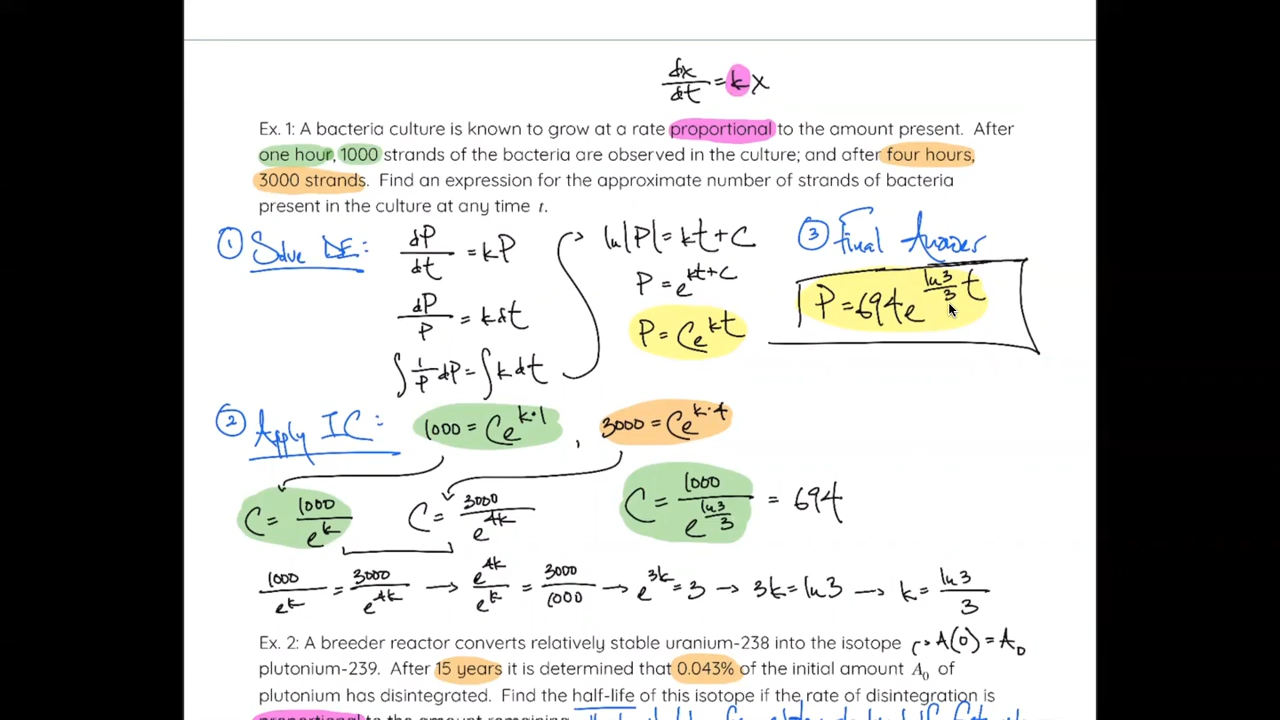 dx/dt = kx
Ex. 1: A bacteria culture is known to grow at a rate proportional to the amount present. After
one hour, 1000 strands of the bacteria are observed in the culture; and after four hours,
3000 strands. Find an expression for the approximate number of strands of bacteria
present in the culture at any time t.
① Solve DE:
dP/dt = kP
dP/P = kdt
∫ 1/P dP = ∫ k dt
ln|P| = kt + C
P = e^{kt+C}
P = Ce^{kt}
③ Final Answer
P = 694e^{ln3/3 t}
② Apply IC:
1000 = Ce^{k·1} , 3000 = Ce^{k·4}
C = 1000/e^k
C = 3000/e^{4k}
C = 1000/e^{ln3/3} = 694
1000/e^k = 3000/e^{4k} → e^{4k}/e^k = 3000/1000 → e^{3k} = 3 → 3k = ln3 → k = ln3/3
Ex. 2: A breeder reactor converts relatively stable uranium-238 into the isotope → A(0) = A₀
plutonium-239. After 15 years it is determined that 0.043% of the initial amount A₀ of
plutonium has disintegrated. Find the half-life of this isotope if the rate of disintegration is
proportional to the amount remaining.